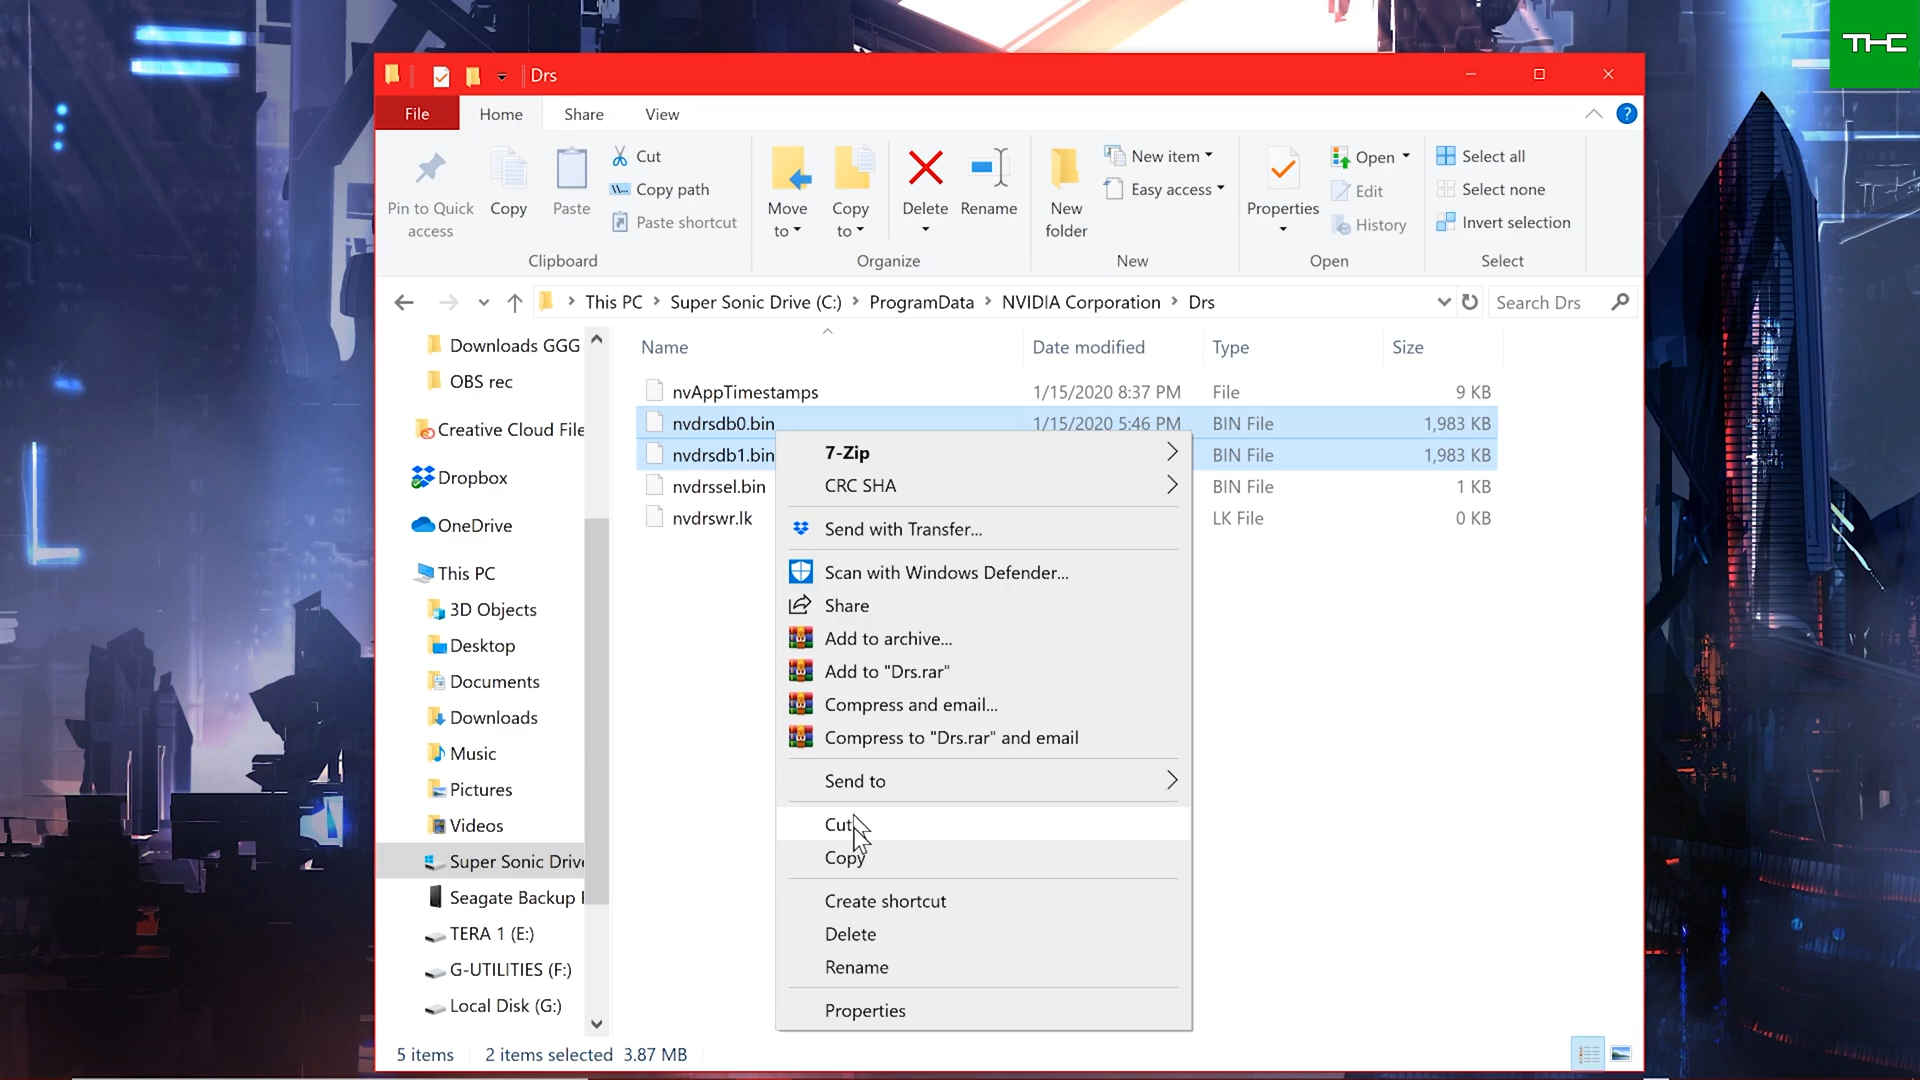 THC
Drs
File
Home
Share
View
Pin to Quick access
Copy
Paste
Cut
Copy path
Paste shortcut
Clipboard
Move to
Copy to
Delete
Rename
Organize
New folder
New item
Easy access
New
Properties
Open
Edit
History
Open
Select all
Select none
Invert selection
Select
This PC > Super Sonic Drive (C:) > ProgramData > NVIDIA Corporation > Drs
Search Drs
Downloads GGG
OBS rec
Creative Cloud File
Dropbox
OneDrive
This PC
3D Objects
Desktop
Documents
Downloads
Music
Pictures
Videos
Super Sonic Drive
Seagate Backup
TERA 1 (E:)
G-UTILITIES (F:)
Local Disk (G:)
Name Date modified Type Size
nvAppTimestamps 1/15/2020 8:37 PM File 9 KB
nvdrsdb0.bin 1/15/2020 5:46 PM BIN File 1,983 KB
nvdrsdb1.bin BIN File 1,983 KB
nvdrssel.bin BIN File 1 KB
nvdrswr.lk LK File 0 KB
7-Zip
CRC SHA
Send with Transfer...
Scan with Windows Defender...
Share
Add to archive...
Add to "Drs.rar"
Compress and email...
Compress to "Drs.rar" and email
Send to
Cut
Copy
Create shortcut
Delete
Rename
Properties
5 items 2 items selected 3.87 MB